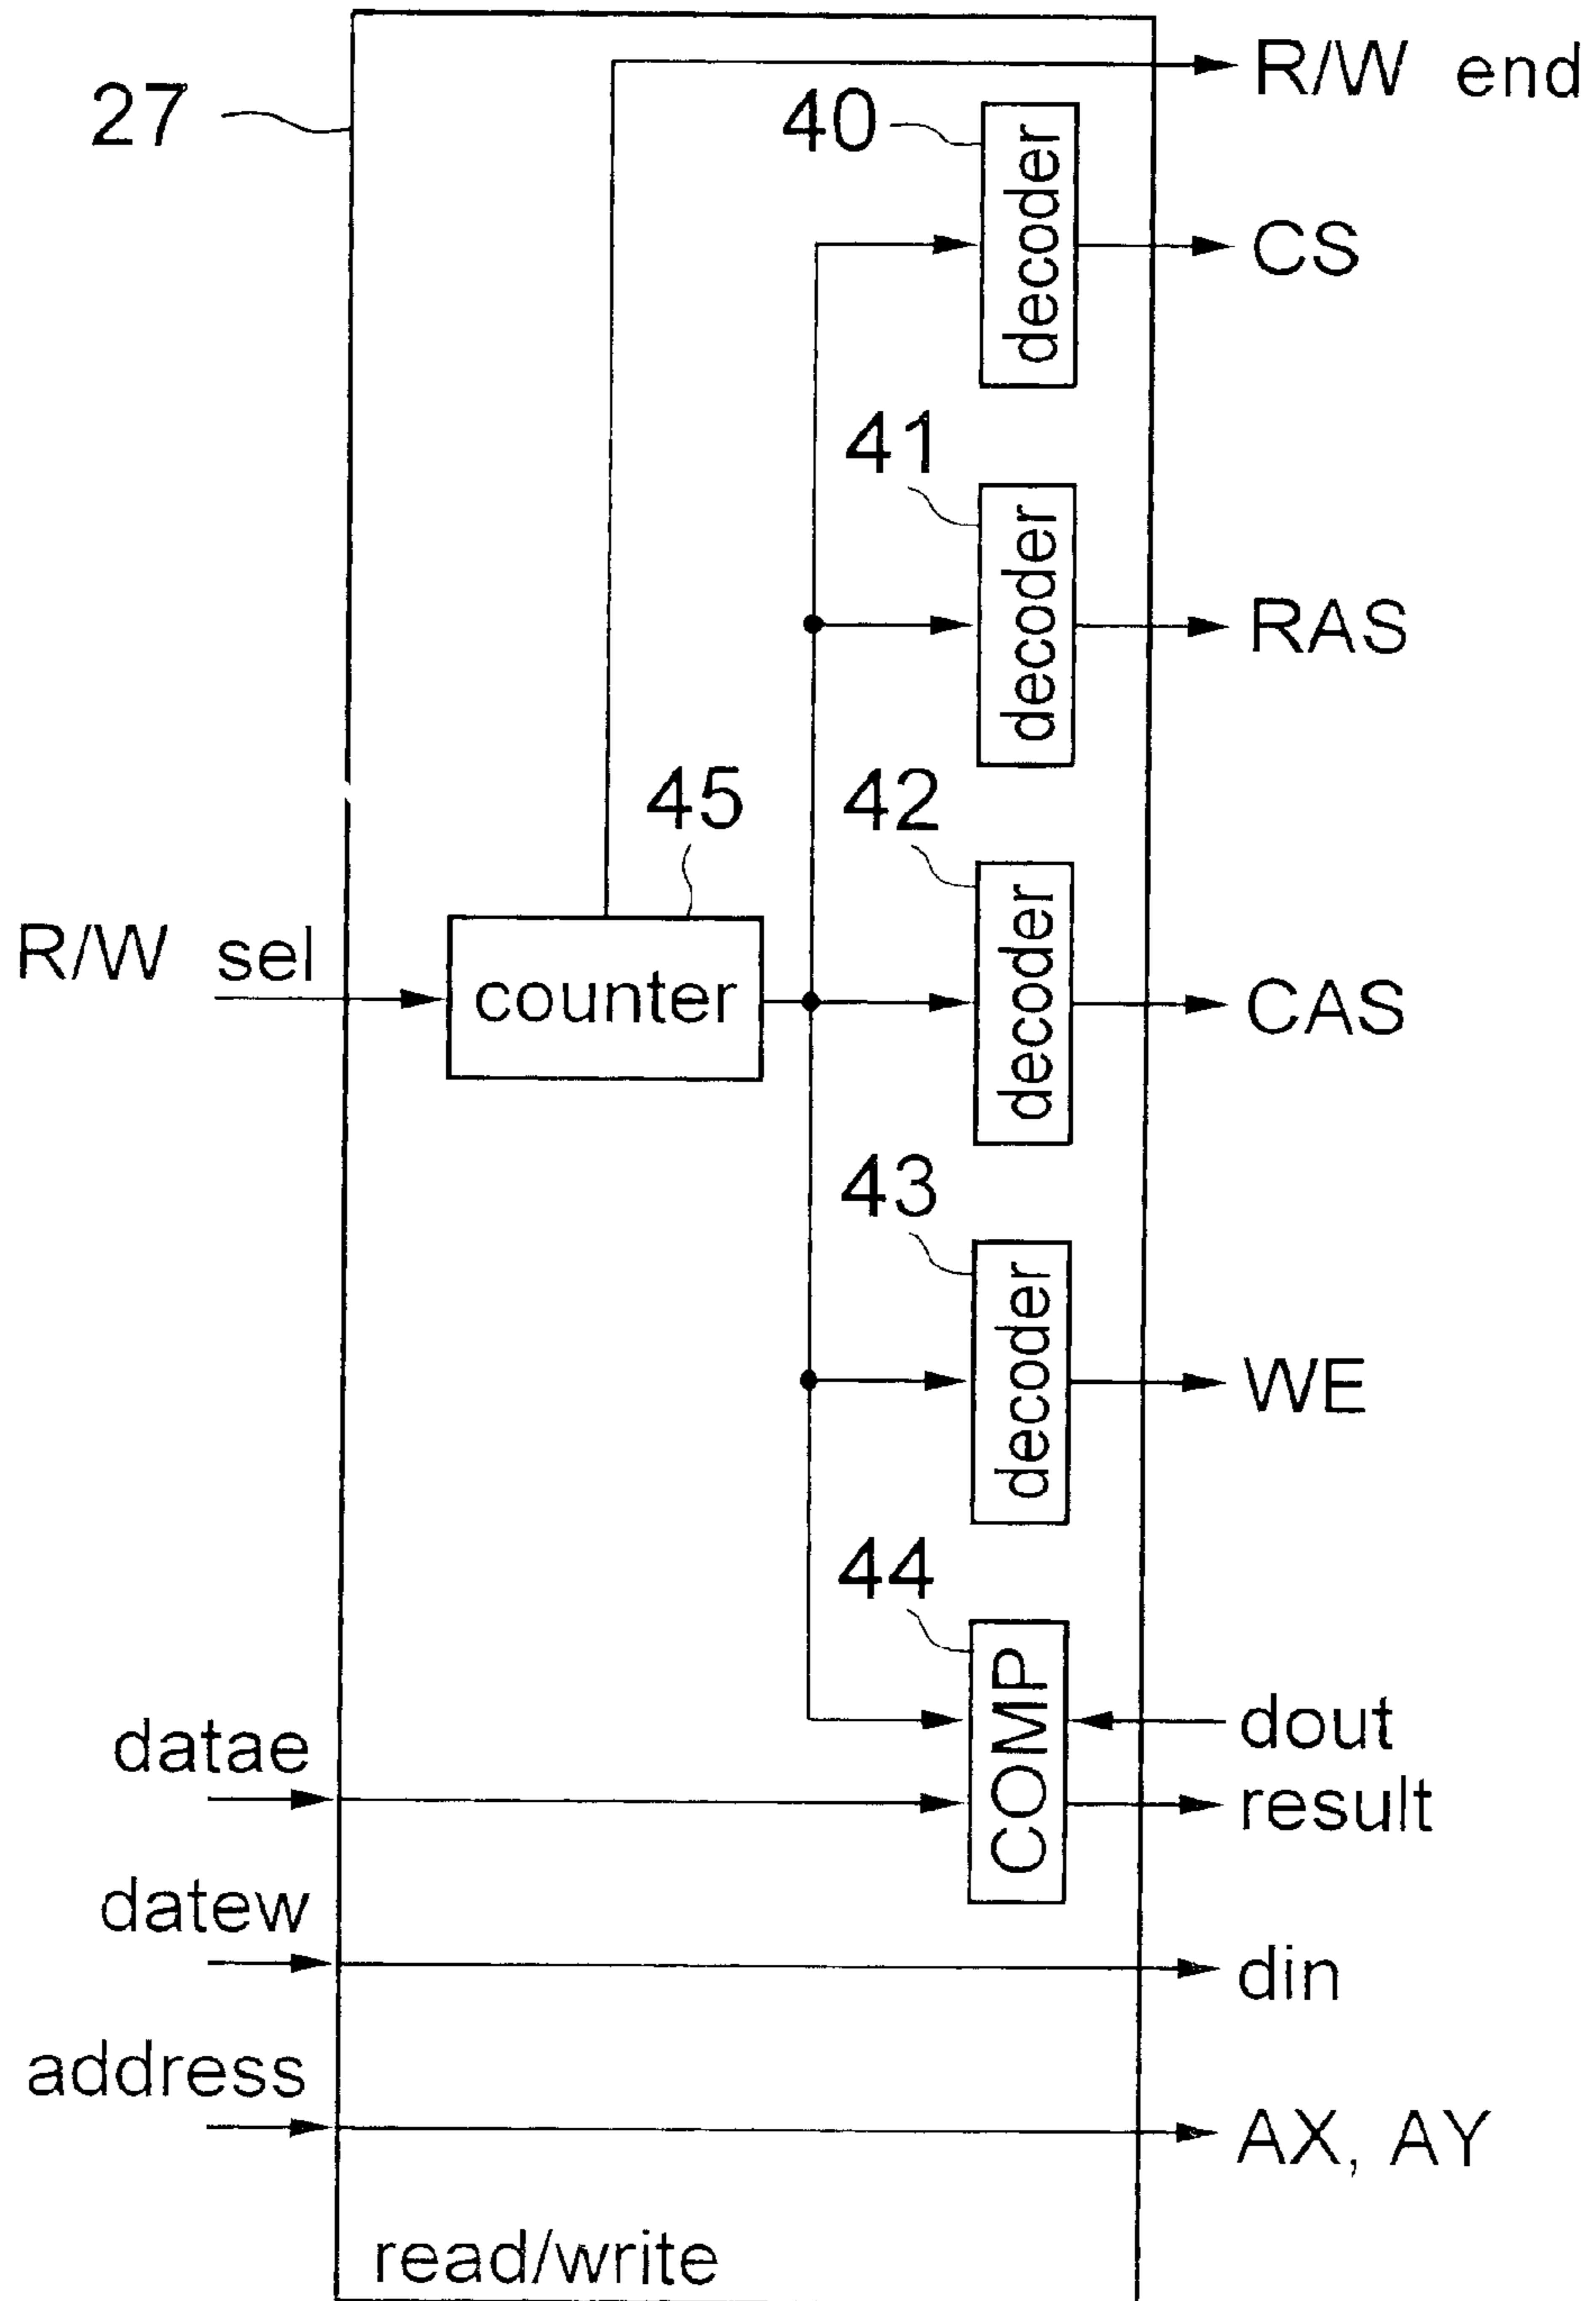 R/W end
27
40
decoder
CS
41
decoder
RAS
45
42
R/W sel
counter
decoder
CAS
43
decoder
WE
44
COMP
datae
dout
result
datew
din
address
AX, AY
read/write